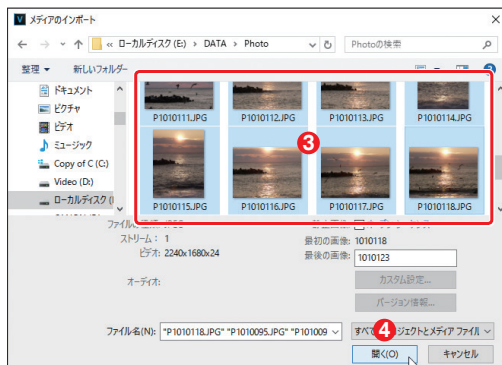 メディアのインポート
« ローカルディスク (E:) > DATA > Photo
Photoの検索
整理 新しいフォルダー
ドキュメント
ピクチャ
ビデオ
ミュージック
Copy of C (C:)
Video (D:)
ローカルディスク (
P1010111.JPG P1010112.JPG P1010113.JPG P1010114.JPG
3
P1010115.JPG P1010116.JPG P1010117.JPG P1010118.JPG
ストリーム: 1
ビデオ: 2240x1680x24
オーディオ:
最初の画像: 1010118
最後の画像: 1010123
カスタム設定...
バージョン情報...
ファイル名(N): "P1010118.JPG" "P1010095.JPG" "P101009
すべて 4 ロジェクトとメディア ファイル
開く(O) キャンセル